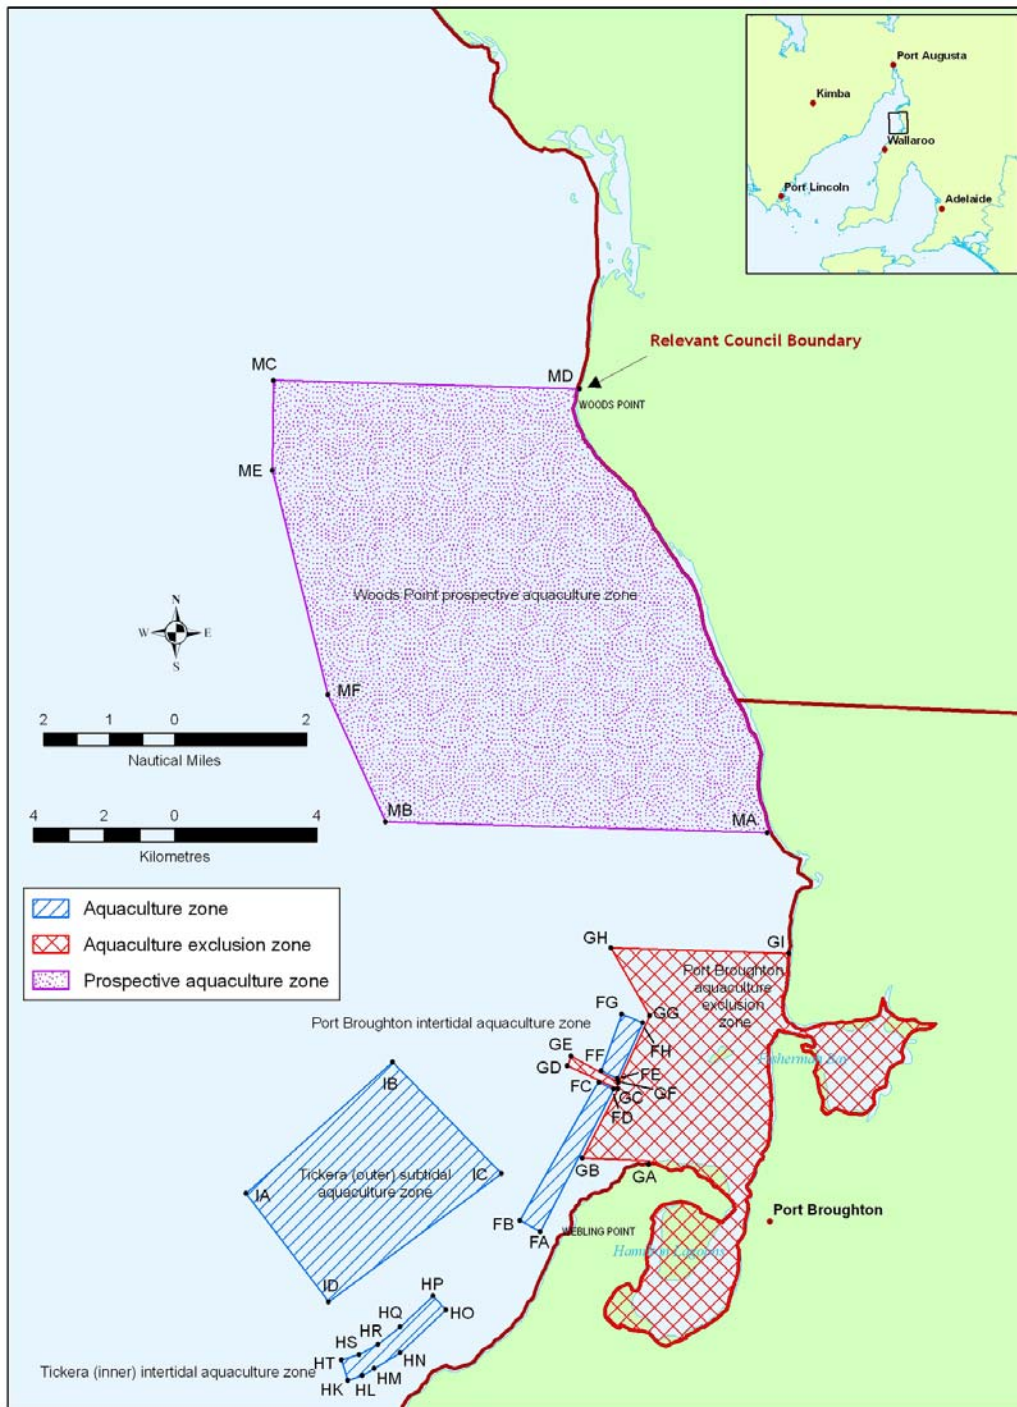 Port Augusta
Kimba
Wallaroo
Port Lincoln
Adelaide
Relevant Council Boundary
MC
MD
WOODS POINT
ME
Woods Point prospective aquaculture zone
N
W
E
S
MF
2 1 0 2
Nautical Miles
MB
MA
4 2 0 4
Kilometres
Aquaculture zone
Aquaculture exclusion zone
Prospective aquaculture zone
GH
GI
Port Broughton
aquaculture
exclusion
zone
FG
GG
Port Broughton intertidal aquaculture zone
FH
GE
GD
FF
FE
Fisherman Bay
FC
GC
GF
FD
IB
GB
GA
IC
Tickera (outer) subtidal
aquaculture zone
IA
FB
FA
WEBLING POINT
Port Broughton
Hamilton Lagoons
ID
HP
HO
HQ
HR
HS
HN
HT
HM
Tickera (inner) intertidal aquaculture zone
HK
HL